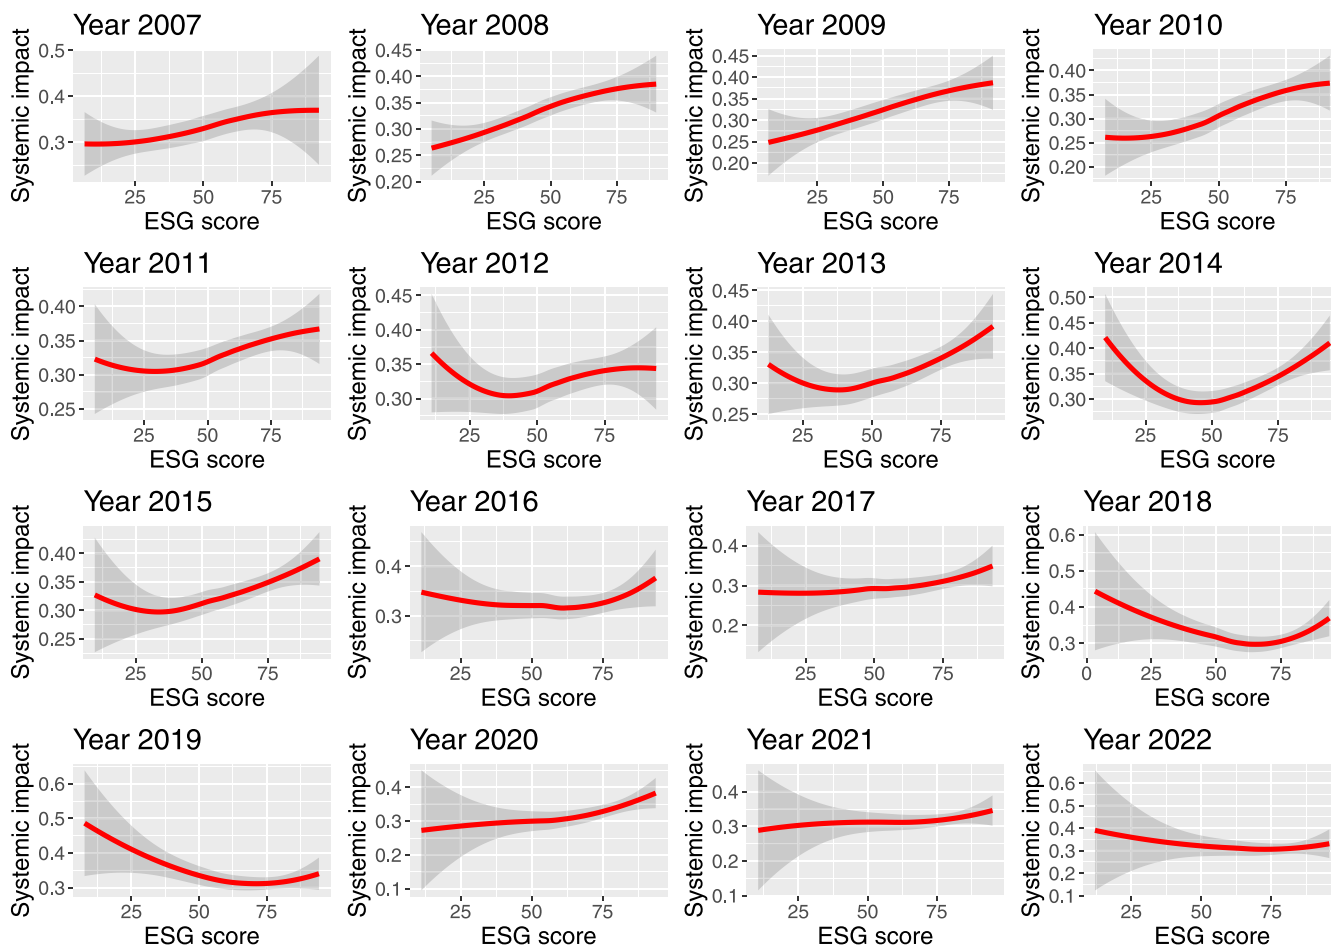 Year 2007 Year 2008 Year 2009 Year 2010
Systemic impact Systemic impact Systemic impact Systemic impact
0.5 0.45 0.45 0.40
0.4 0.40 0.40 0.35
0.3 0.35 0.35 0.30
0.30 0.30 0.25
0.25 0.25 0.20
0.20 0.20
25 50 75 25 50 75 25 50 75 25 50 75
ESG score ESG score ESG score ESG score
Year 2011 Year 2012 Year 2013 Year 2014
Systemic impact Systemic impact Systemic impact Systemic impact
0.40 0.45 0.45 0.50
0.35 0.40 0.40 0.45
0.30 0.35 0.35 0.40
0.25 0.30 0.30 0.35
0.25 0.30
25 50 75 25 50 75 25 50 75 25 50 75
ESG score ESG score ESG score ESG score
Year 2015 Year 2016 Year 2017 Year 2018
Systemic impact Systemic impact Systemic impact Systemic impact
0.40 0.4 0.4 0.6
0.35 0.3 0.3 0.5
0.30 0.2 0.4
0.25 0.3
25 50 75 25 50 75 25 50 75 0 25 50 75
ESG score ESG score ESG score ESG score
Year 2019 Year 2020 Year 2021 Year 2022
Systemic impact Systemic impact Systemic impact Systemic impact
0.6 0.4 0.4 0.6
0.5 0.3 0.3 0.5
0.4 0.2 0.2 0.4
0.3 0.1 0.1 0.3
0.2
0.1
25 50 75 25 50 75 25 50 75 25 50 75
ESG score ESG score ESG score ESG score